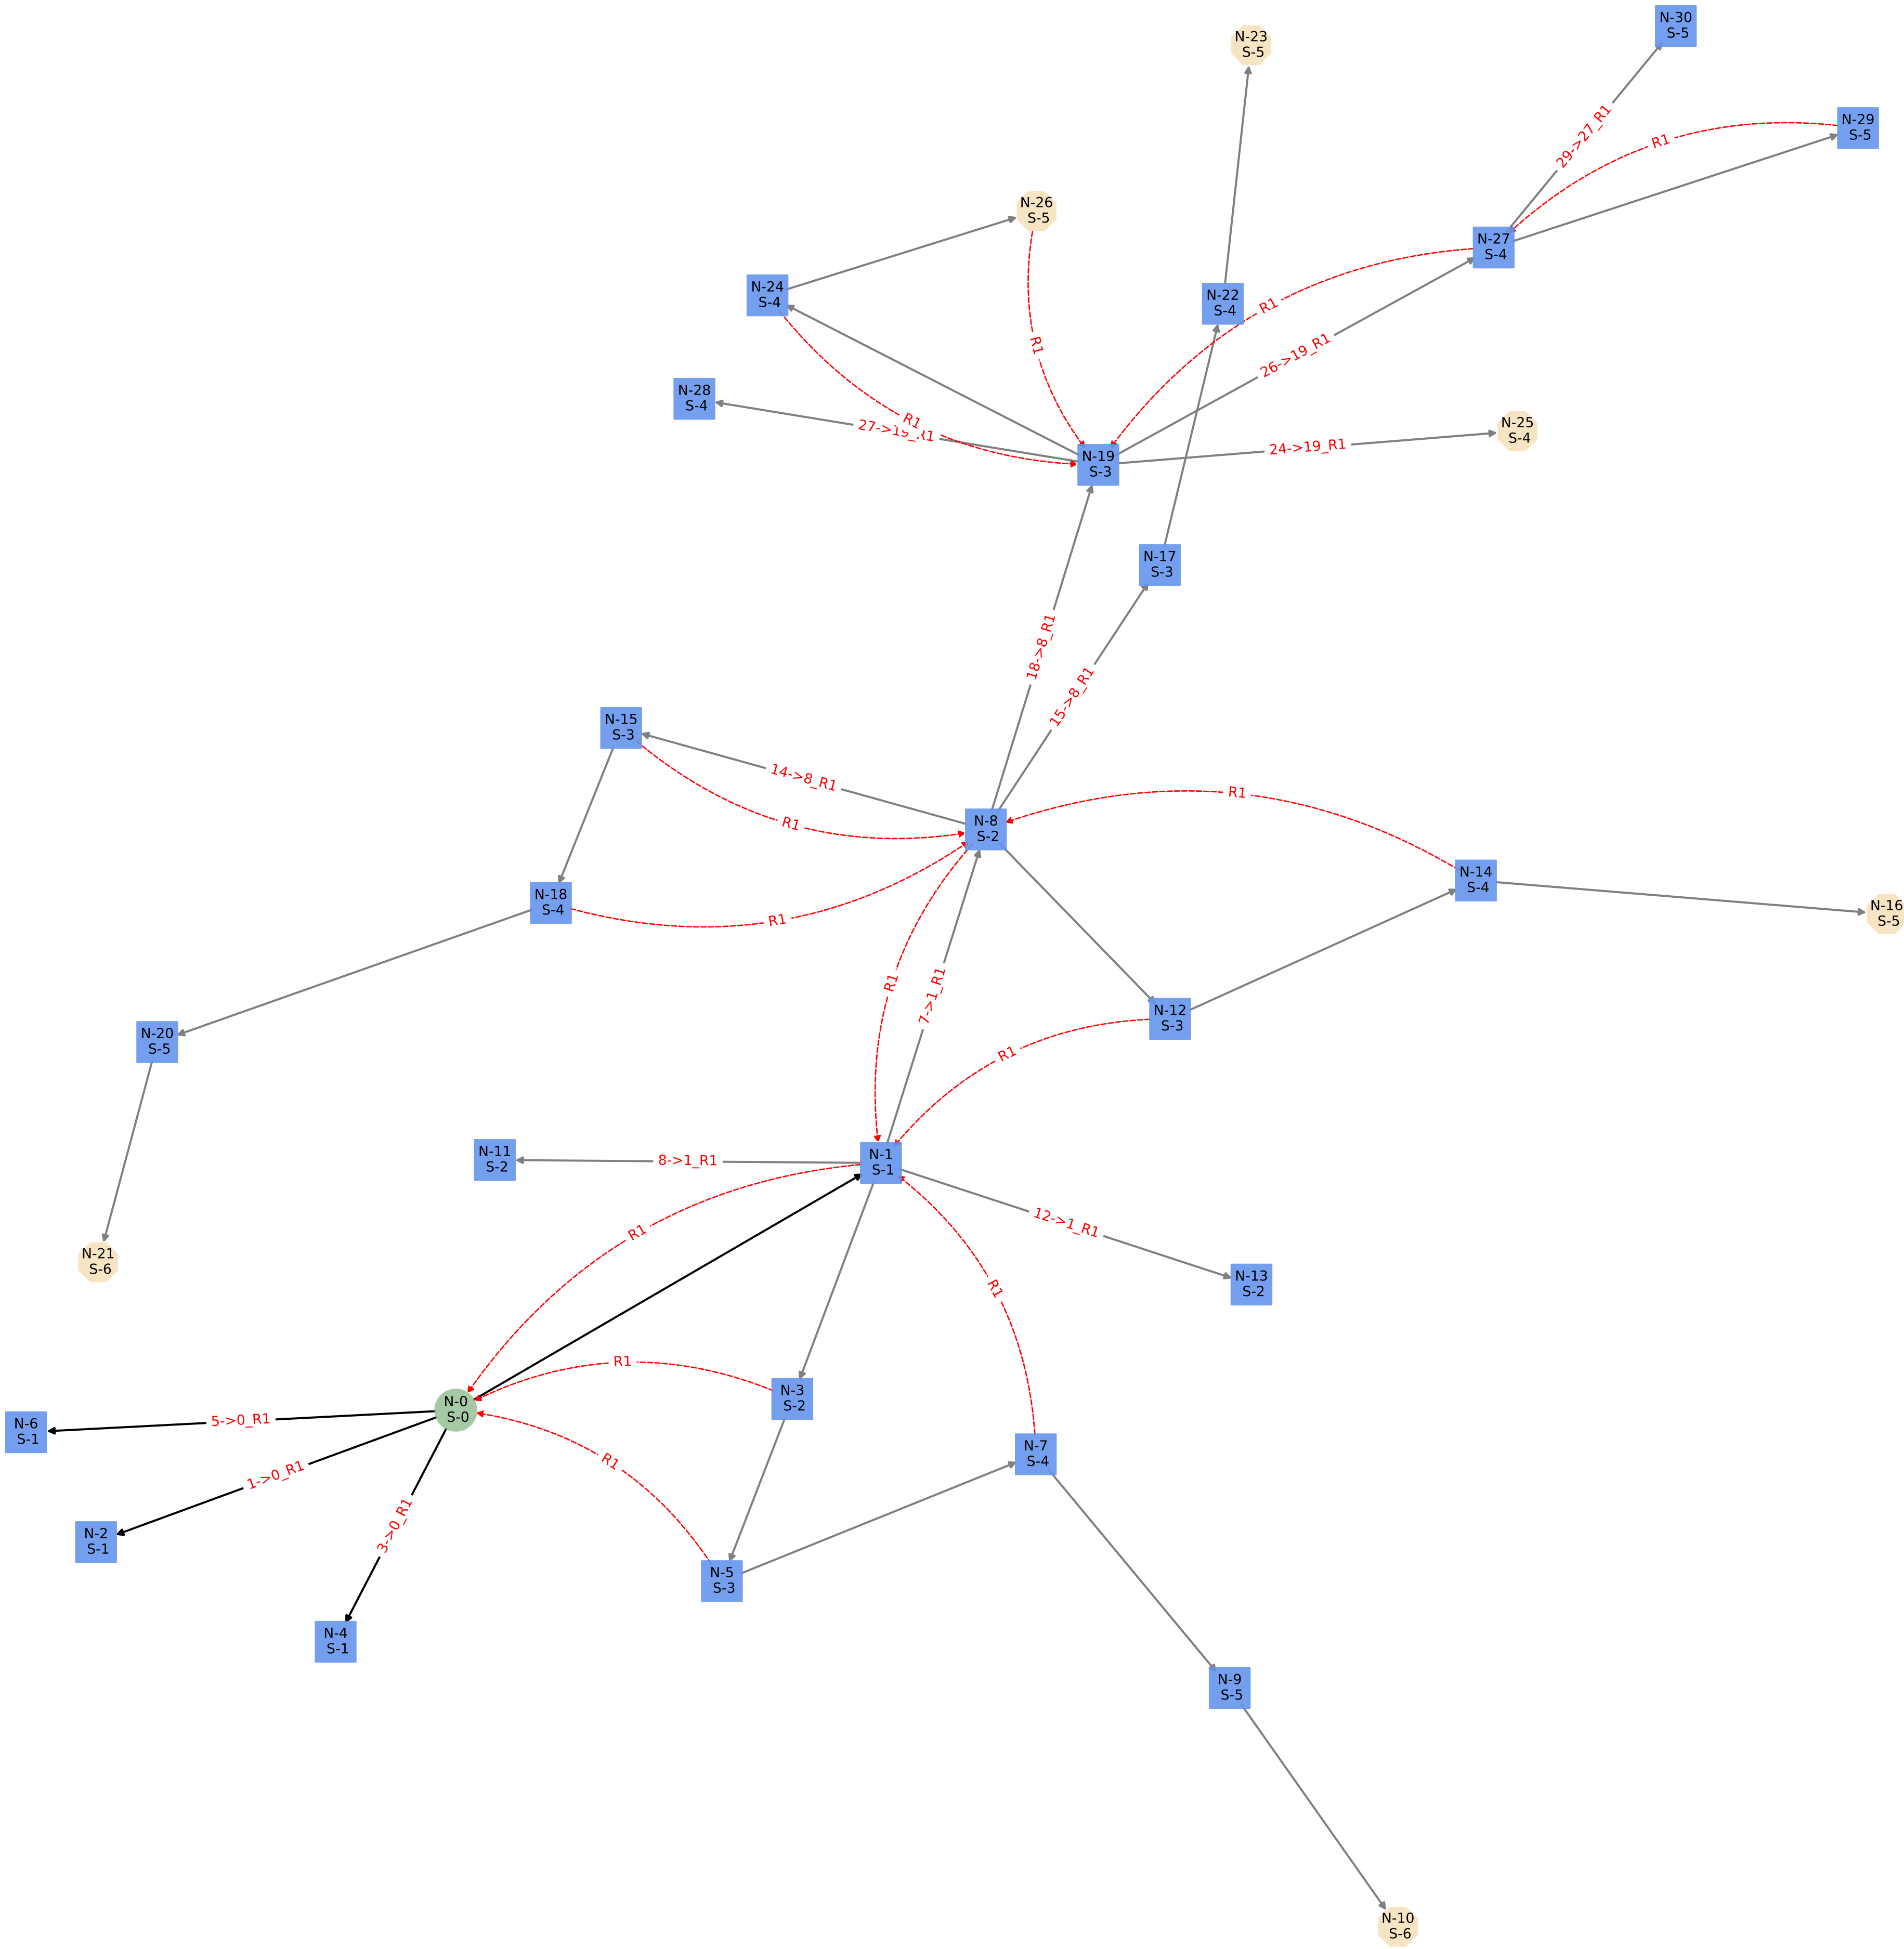 N-30
S-5
N-23
S-5
29->27_R1
N-29
S-5
R1
N-26
S-5
N-27
S-4
N-24
S-4
N-22
S-4
R1
R1
26->19_R1
N-28
S-4
R1
27->19_R1
N-25
S-4
24->19_R1
N-19
S-3
N-17
S-3
18->8_R1
15->8_R1
N-15
S-3
14->8_R1
R1
R1
N-8
S-2
N-14
S-4
N-18
S-4
R1
N-16
S-5
R1
7->1_R1
N-12
S-3
N-20
S-5
R1
N-11
S-2
8->1_R1
N-1
S-1
R1
12->1_R1
N-21
S-6
N-13
S-2
R1
R1
N-3
S-2
N-0
S-0
N-6
S-1
5->0_R1
N-7
S-4
R1
1->0_R1
3->0_R1
N-2
S-1
N-5
S-3
N-4
S-1
N-9
S-5
N-10
S-6